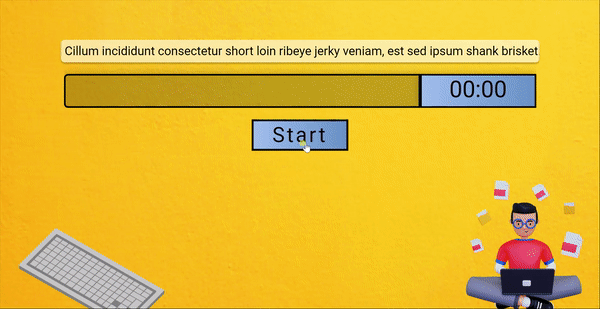 Cillum incididunt consectetur short loin ribeye jerky veniam, est sed ipsum shank brisket
00:00
Start